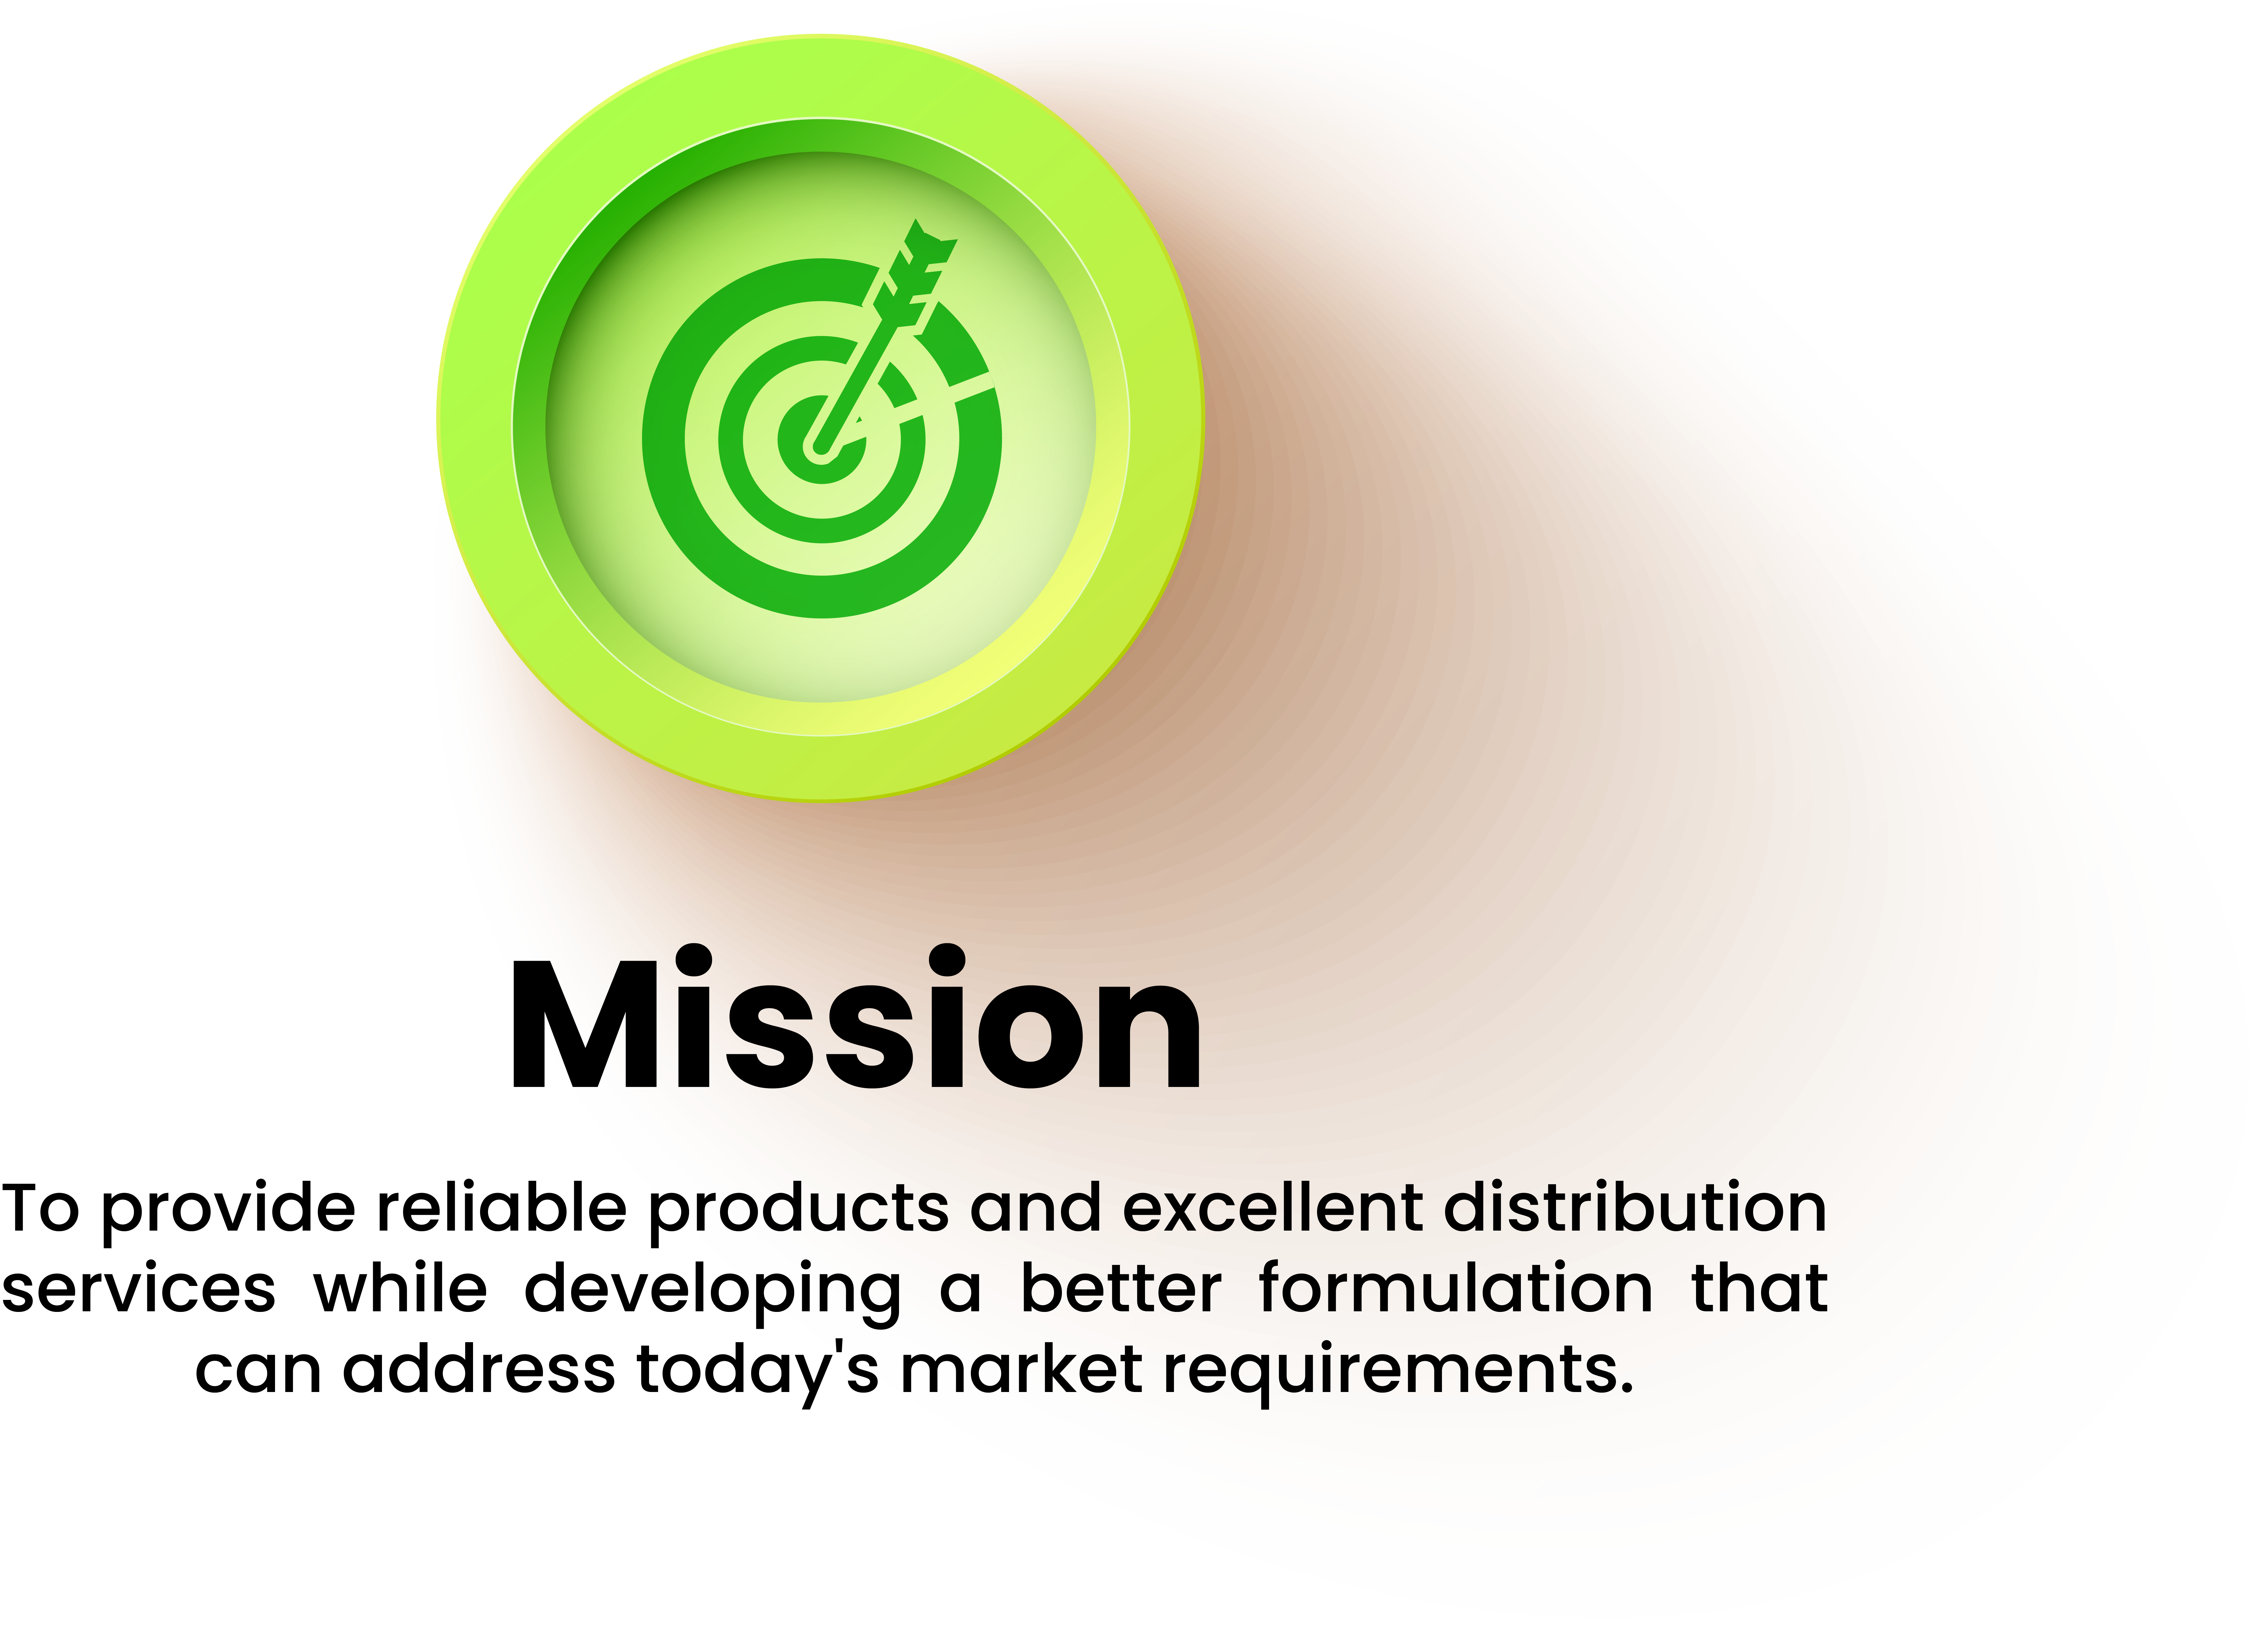 Mission
To provide reliable products and excellent distribution
services while developing a better formulation that
can address today's market requirements.